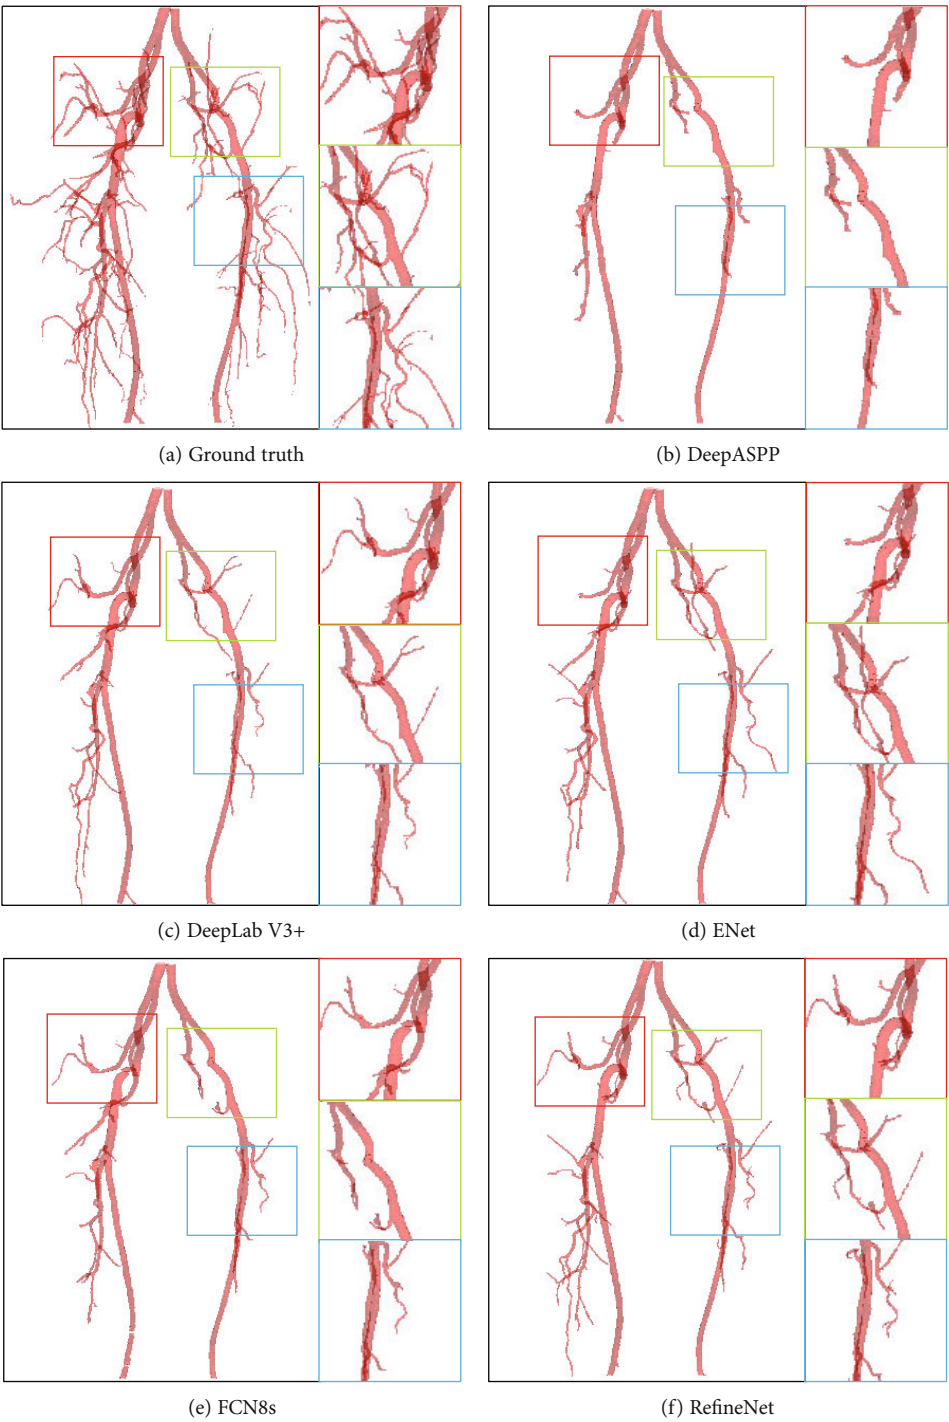 (a) Ground truth
(b) DeepASPP
(c) DeepLab V3+
(d) ENet
(e) FCN8s
(f) RefineNet